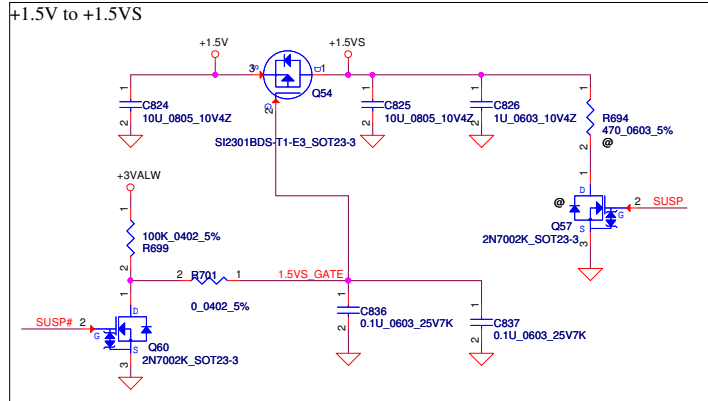 +1.5V to +1.5VS
+1.5V
+1.5VS
3
S
D
1
Q54
G
2
SI2301BDS-T1-E3_SOT23-3
1
2
C824
10U_0805_10V4Z
1
2
C825
10U_0805_10V4Z
1
2
C826
1U_0603_10V4Z
1
2
R694
470_0603_5%
@
1
D
@
2
SUSP
G
Q57
S
2N7002K_SOT23-3
3
+3VALW
1
100K_0402_5%
R699
2
2
R701
1
1.5VS_GATE
0_0402_5%
1
D
SUSP#
2
G
S
Q60
2N7002K_SOT23-3
3
1
2
C836
0.1U_0603_25V7K
1
2
C837
0.1U_0603_25V7K